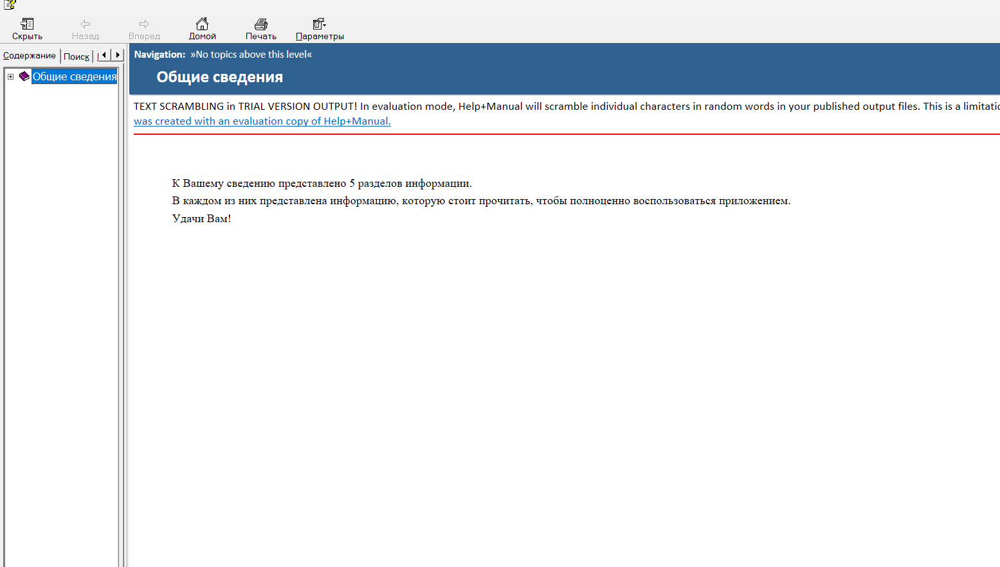 Скрыть Назад Вперед Домой Печать Параметры
Содержание Поиск
Общие сведения
Navigation: »No topics above this level«
Общие сведения
TEXT SCRAMBLING in TRIAL VERSION OUTPUT! In evaluation mode, Help+Manual will scramble individual characters in random words in your published output files. This is a limitatic
was created with an evaluation copy of Help+Manual.
К Вашему сведению представлено 5 разделов информации.
В каждом из них представлена информацию, которую стоит прочитать, чтобы полноценно воспользоваться приложением.
Удачи Вам!